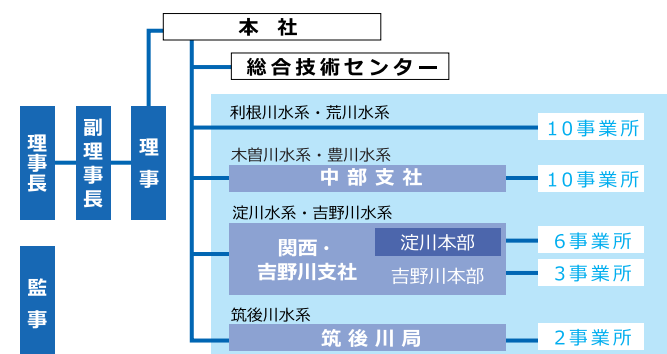 本社
総合技術センター
利根川水系・荒川水系
10事業所
木曽川水系・豊川水系
中部支社
10事業所
淀川水系・吉野川水系
関西・
吉野川支社
淀川本部
6事業所
吉野川本部
3事業所
筑後川水系
筑後川局
2事業所
理事長
副理事長
理事
監事